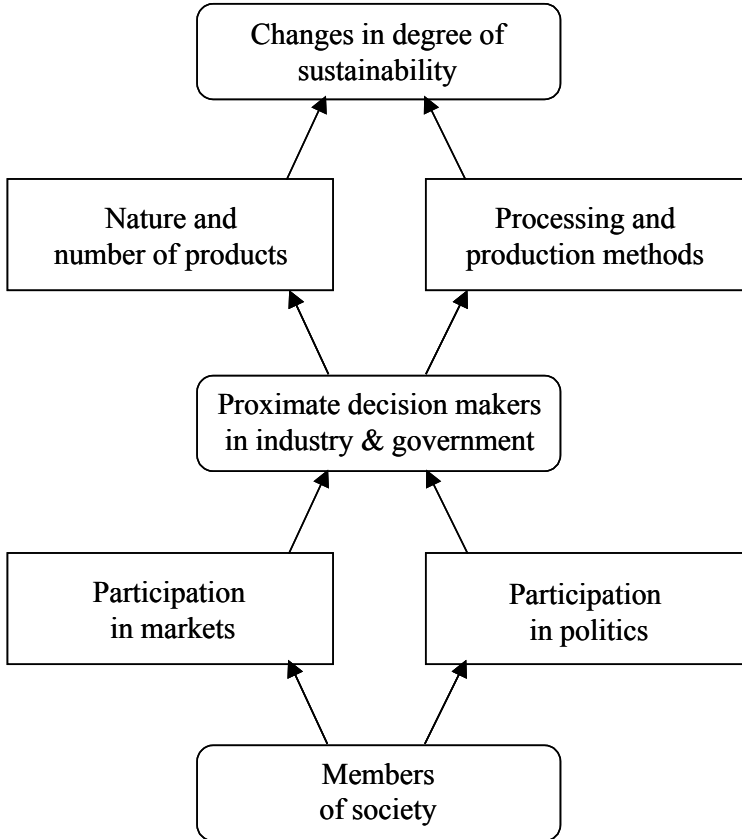 Changes in degree of
sustainability
Nature and
number of products
Processing and
production methods
Proximate decision makers
in industry & government
Participation
in markets
Participation
in politics
Members
of society